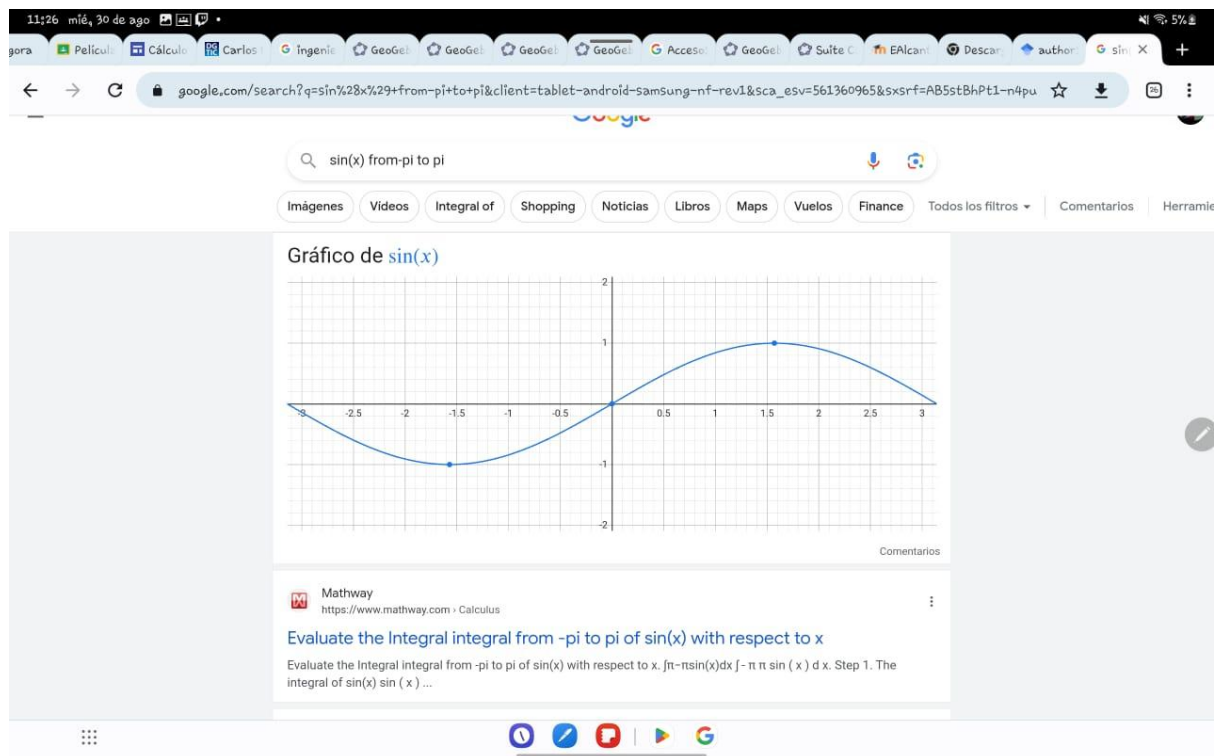 11:26 mié, 30 de ago
5%
gora Película Cálculo Carlos ingenie GeoGeb GeoGeb GeoGeb GeoGeb Acceso GeoGeb Suite C EAlcant Descar author sin
google.com/search?q=sin%28x%29+from-pi+to+pi&client=tablet-android-samsung-nf-rev1&sca_esv=561360965&sxsrf=AB5stBhPt1-n4pu
26
Google
sin(x) from-pi to pi
Imágenes Videos Integral of Shopping Noticias Libros Maps Vuelos Finance Todos los filtros Comentarios Herramie
Gráfico de sin(x)
2
1
-3 -2.5 -2 -1.5 -1 -0.5 0.5 1 1.5 2 2.5 3
-1
-2
Comentarios
Mathway
https://www.mathway.com › Calculus
Evaluate the Integral integral from -pi to pi of sin(x) with respect to x
Evaluate the Integral integral from -pi to pi of sin(x) with respect to x. ∫π−πsin(x)dx ∫ - π π sin ( x ) d x. Step 1. The
integral of sin(x) sin ( x ) ...